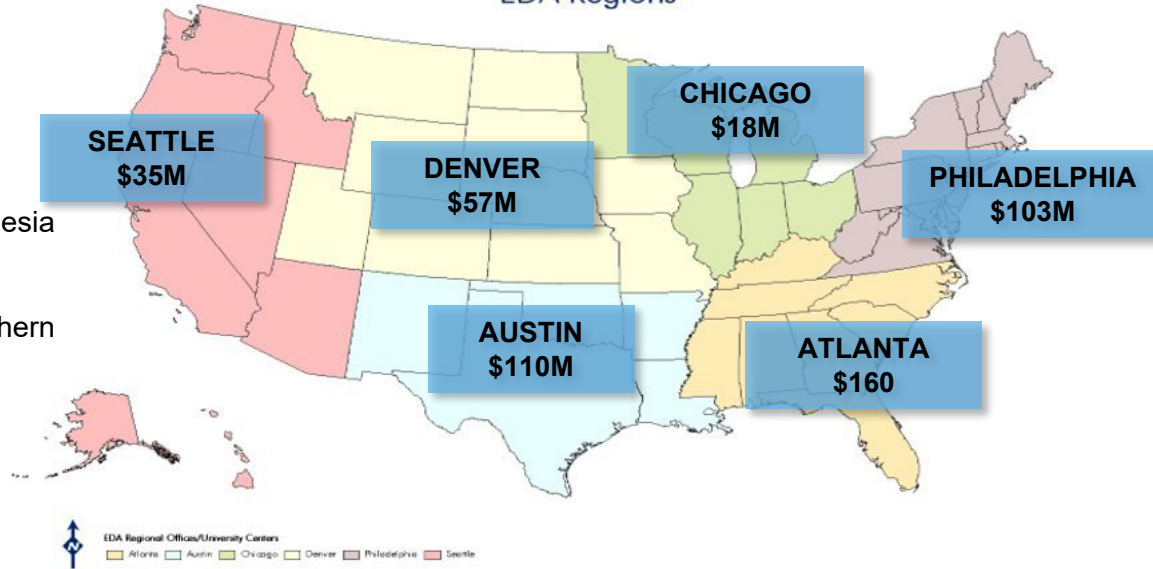 EDA Regions
CHICAGO
$18M
SEATTLE
$35M
DENVER
$57M
PHILADELPHIA
$103M
esia
hern
AUSTIN
$110M
ATLANTA
$160
N
EDA Regional Offices/University Centers
Atlanta Austin Chicago Denver Philadelphia Seattle